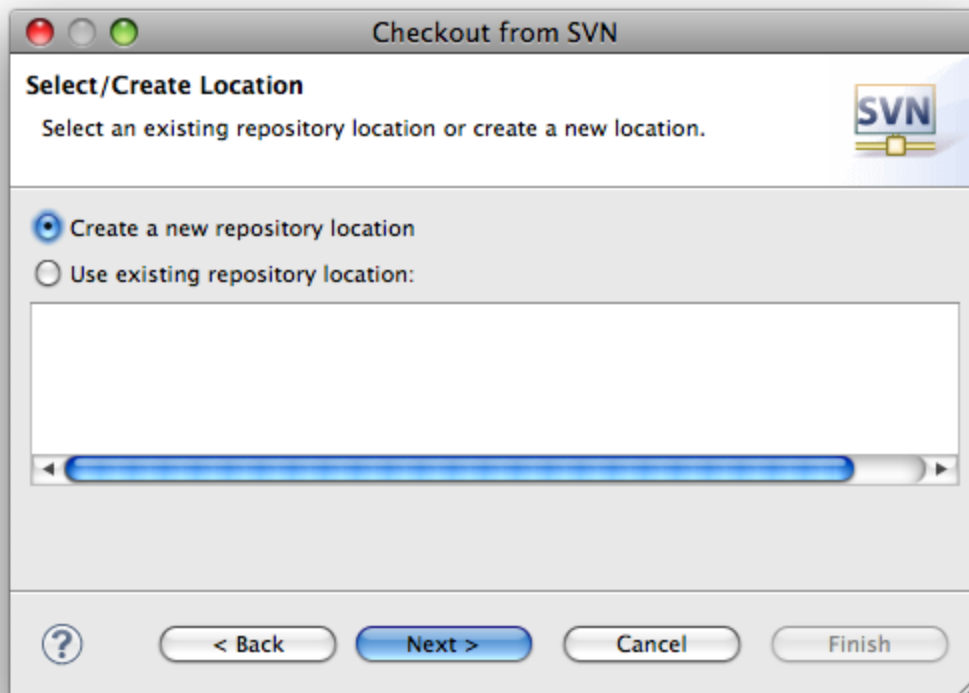 Checkout from SVN
Select/Create Location
Select an existing repository location or create a new location.
SVN
Create a new repository location
Use existing repository location:
? < Back Next > Cancel Finish